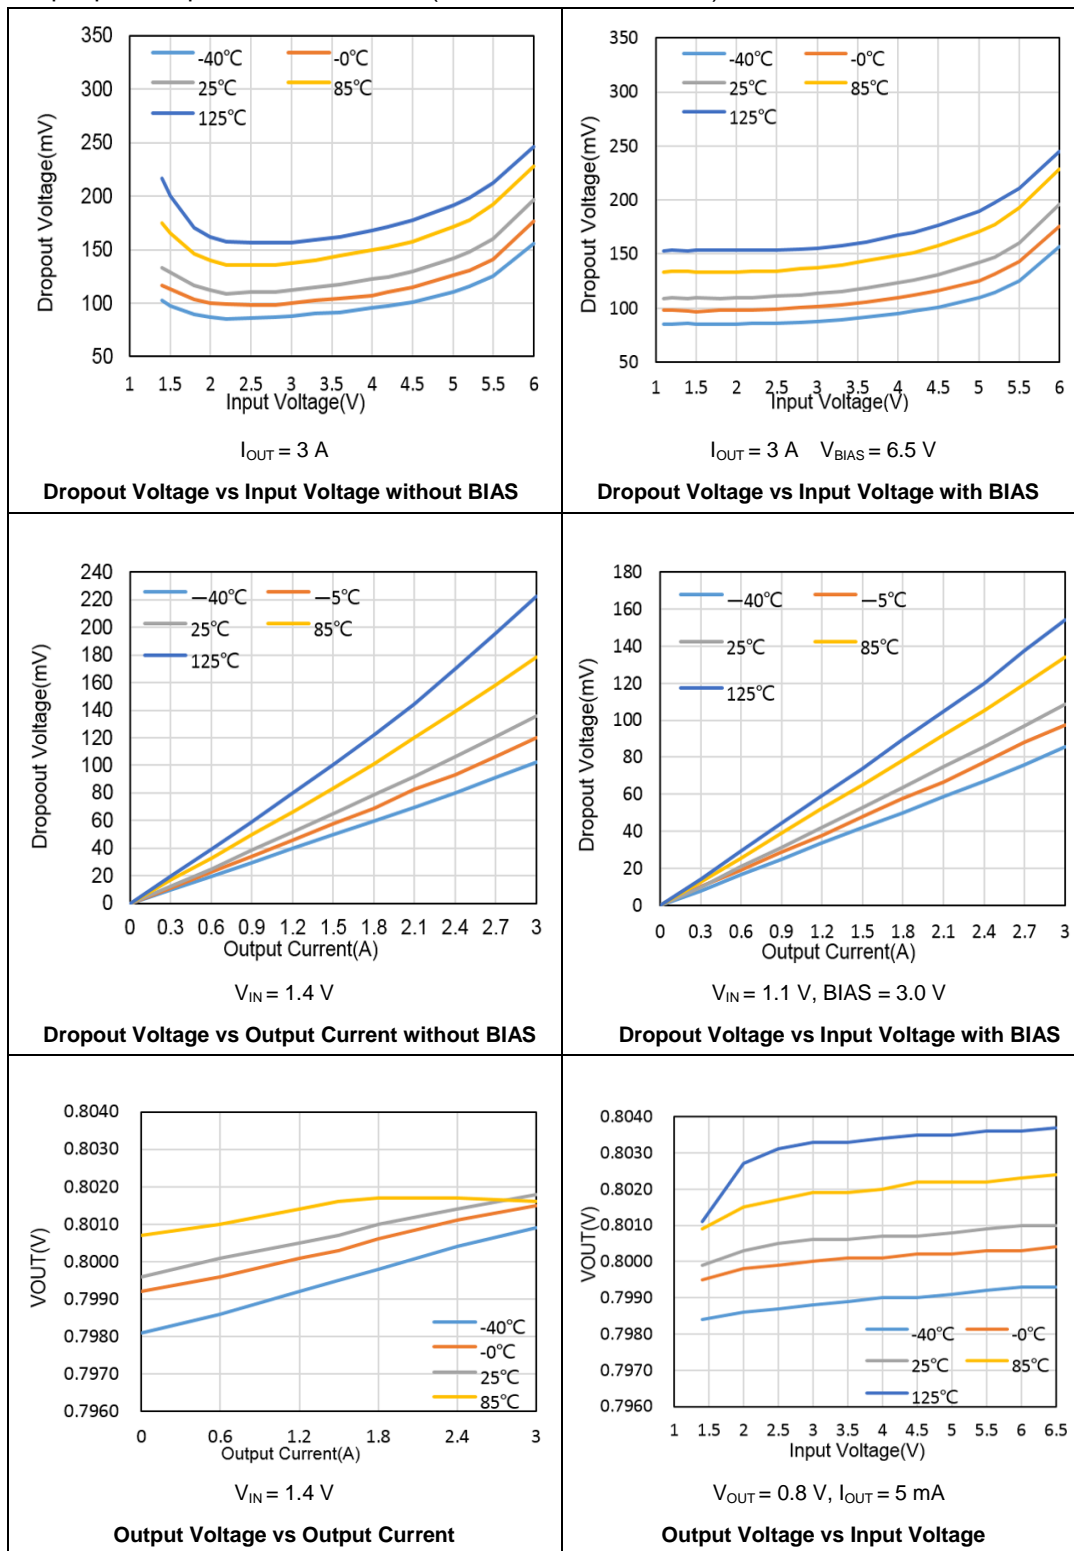 350
300
250
200
150
100
50
Dropout Voltage(mV)
-40℃
-0℃
25℃
85℃
125℃
1 1.5 2 2.5 3 3.5 4 4.5 5 5.5 6
Input Voltage(V)
IOUT = 3 A
Dropout Voltage vs Input Voltage without BIAS
350
300
250
200
150
100
50
Dropout Voltage(mV)
-40℃
-0℃
25℃
85℃
125℃
1 1.5 2 2.5 3 3.5 4 4.5 5 5.5 6
Input Voltage(V)
IOUT = 3 A VBIAS = 6.5 V
Dropout Voltage vs Input Voltage with BIAS
240
220
200
180
160
140
120
100
80
60
40
20
0
Dropoout Voltage(mV)
—40℃
—5℃
25℃
85℃
125℃
0 0.3 0.6 0.9 1.2 1.5 1.8 2.1 2.4 2.7 3
Output Current(A)
VIN = 1.4 V
Dropout Voltage vs Output Current without BIAS
180
160
140
120
100
80
60
40
20
0
Dropout Voltage(mV)
—40℃
—5℃
25℃
85℃
125℃
0 0.3 0.6 0.9 1.2 1.5 1.8 2.1 2.4 2.7 3
Output Current(A)
VIN = 1.1 V, BIAS = 3.0 V
Dropout Voltage vs Input Voltage with BIAS
0.8040
0.8030
0.8020
0.8010
0.8000
0.7990
0.7980
0.7970
0.7960
VOUT(V)
-40℃
-0℃
25℃
85℃
0 0.6 1.2 1.8 2.4 3
Output Current(A)
VIN = 1.4 V
Output Voltage vs Output Current
0.8040
0.8030
0.8020
0.8010
0.8000
0.7990
0.7980
0.7970
0.7960
VOUT(V)
-40℃
-0℃
25℃
85℃
125℃
1 1.5 2 2.5 3 3.5 4 4.5 5 5.5 6 6.5
Input Voltage(V)
VOUT = 0.8 V, IOUT = 5 mA
Output Voltage vs Input Voltage